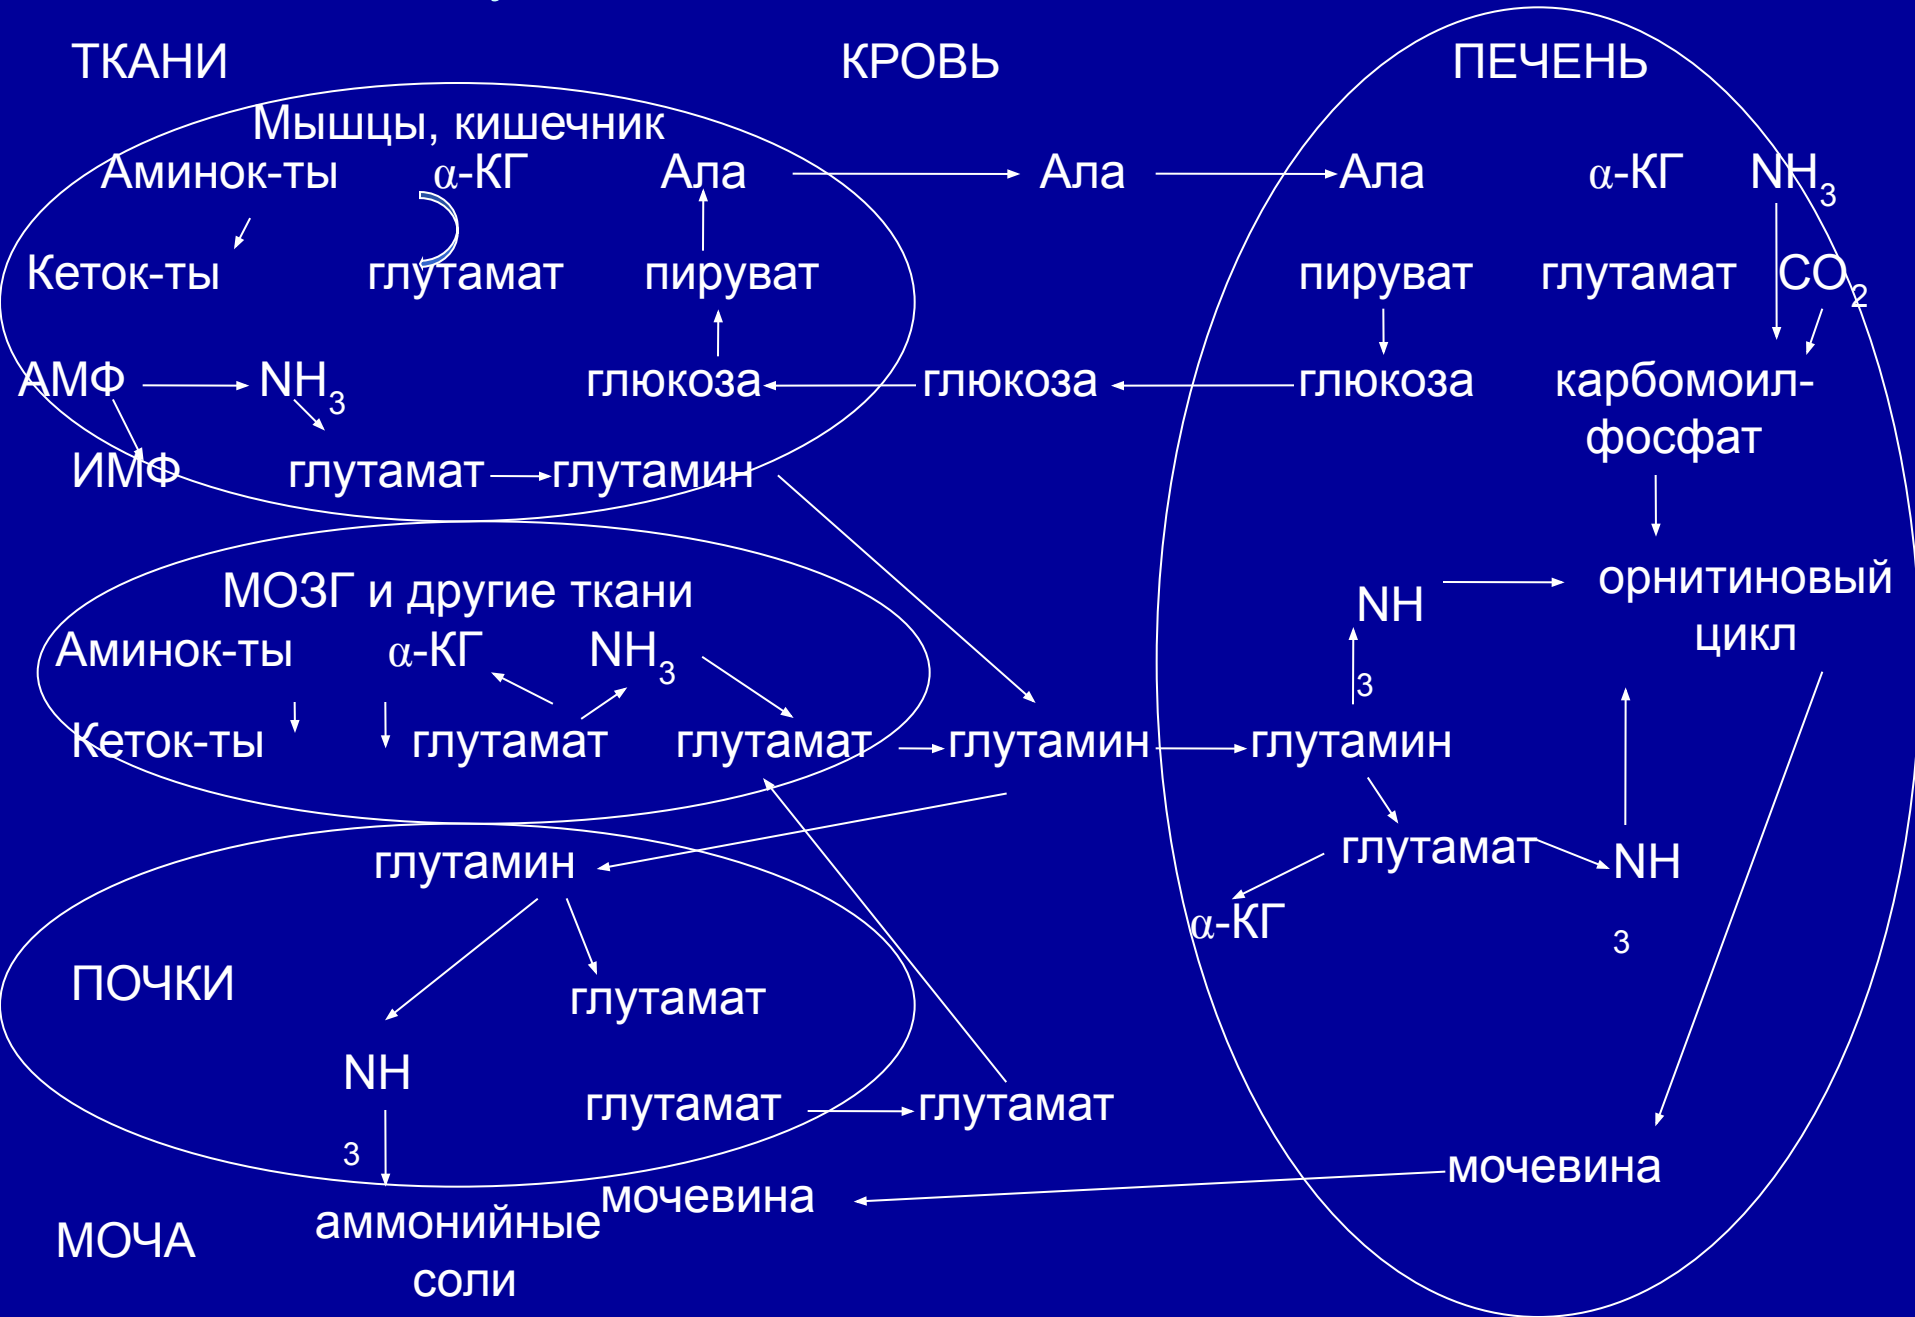 ТКАНИ КРОВЬ ПЕЧЕНЬ
Мышцы, кишечник
Аминок-ты α-КГ Ала Ала Ала α-КГ NH3
Кеток-ты глутамат пируват пируват глутамат CO2
АМФ NH3 глюкоза глюкоза глюкоза карбомоил-
фосфат
ИМФ глутамат глутамин
МОЗГ и другие ткани NH орнитиновый
цикл
Аминок-ты α-КГ NH3 3
Кеток-ты глутамат глутамат глутамин глутамин
глутамин глутамат NH
α-КГ 3
ПОЧКИ глутамат
NH
глутамат глутамат
3
мочевина мочевина
МОЧА аммонийные
соли